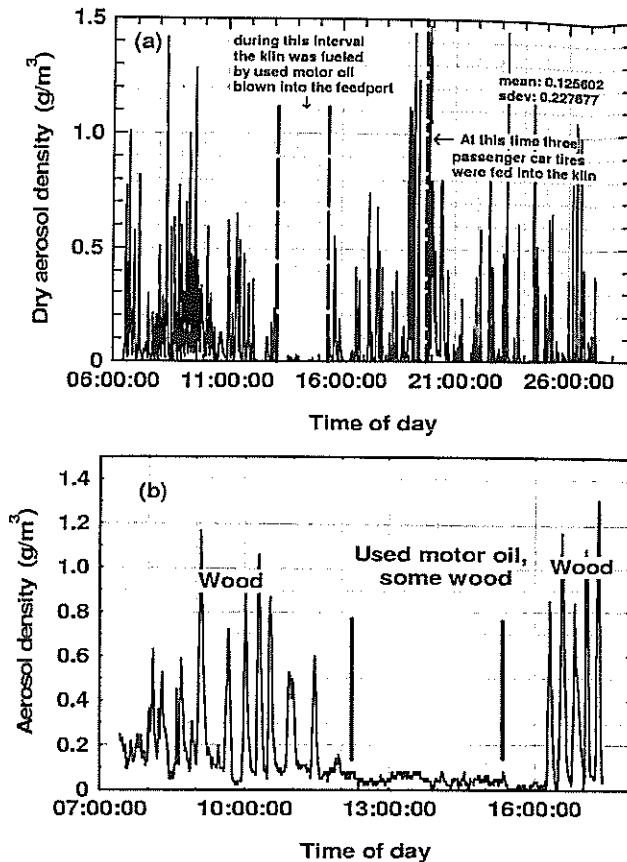 (a)
during this interval
the kiln was fueled
by used motor oil
blown into the feedport
mean: 0.125602
sdev: 0.227677
At this time three
passenger car tires
were fed into the kiln
Dry aerosol density (g/m³)
1.5
1.0
0.5
0
06:00:00 11:00:00 16:00:00 21:00:00 26:00:00
Time of day
(b)
Used motor oil,
some wood
Wood
Wood
Aerosol density (g/m³)
1.4
1.2
1.0
0.8
0.6
0.4
0.2
0
07:00:00 10:00:00 13:00:00 16:00:00
Time of day